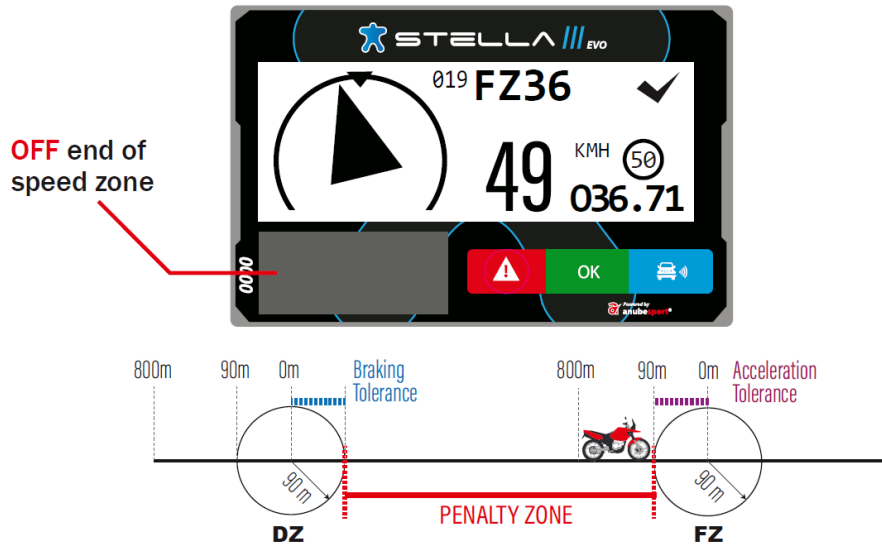 STELLA III EVO
019 FZ36
OFF end of
speed zone
49 KMH 50
036.71
0000
OK
Powered by
anubesport
800m 90m 0m Braking
Tolerance
800m 90m 0m Acceleration
Tolerance
90 m
90 m
PENALTY ZONE
DZ
FZ